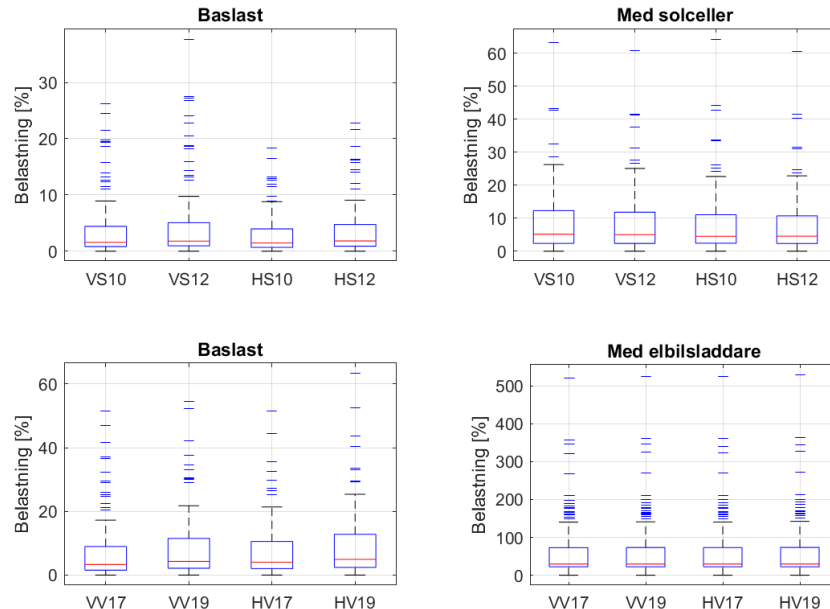 Baslast
Belastning [%]
30
20
10
0
VS10 VS12 HS10 HS12
Med solceller
Belastning [%]
60
50
40
30
20
10
0
VS10 VS12 HS10 HS12
Baslast
Belastning [%]
60
40
20
0
VV17 VV19 HV17 HV19
Med elbilsladdare
Belastning [%]
500
400
300
200
100
0
VV17 VV19 HV17 HV19